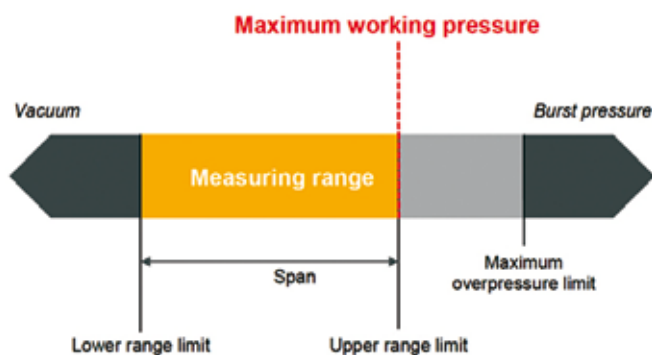 Maximum working pressure
Vacuum
Burst pressure
Measuring range
Span
Maximum
overpressure limit
Lower range limit
Upper range limit